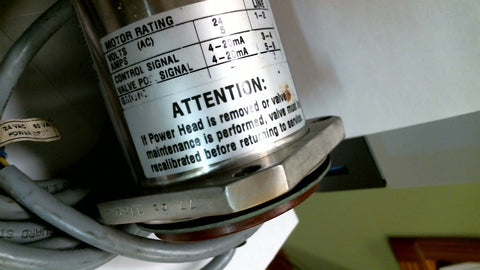 LINE
MOTOR RATING
VOLTS (AC) 24 1-2
AMPS 5
CONTROL SIGNAL 4-20mA 3-4
VALVE POS. SIGNAL 4-20mA 5-6
ATTENTION:
If Power Head is removed or valve
maintenance is performed, valve must be
recalibrated before returning to service.
24VAC